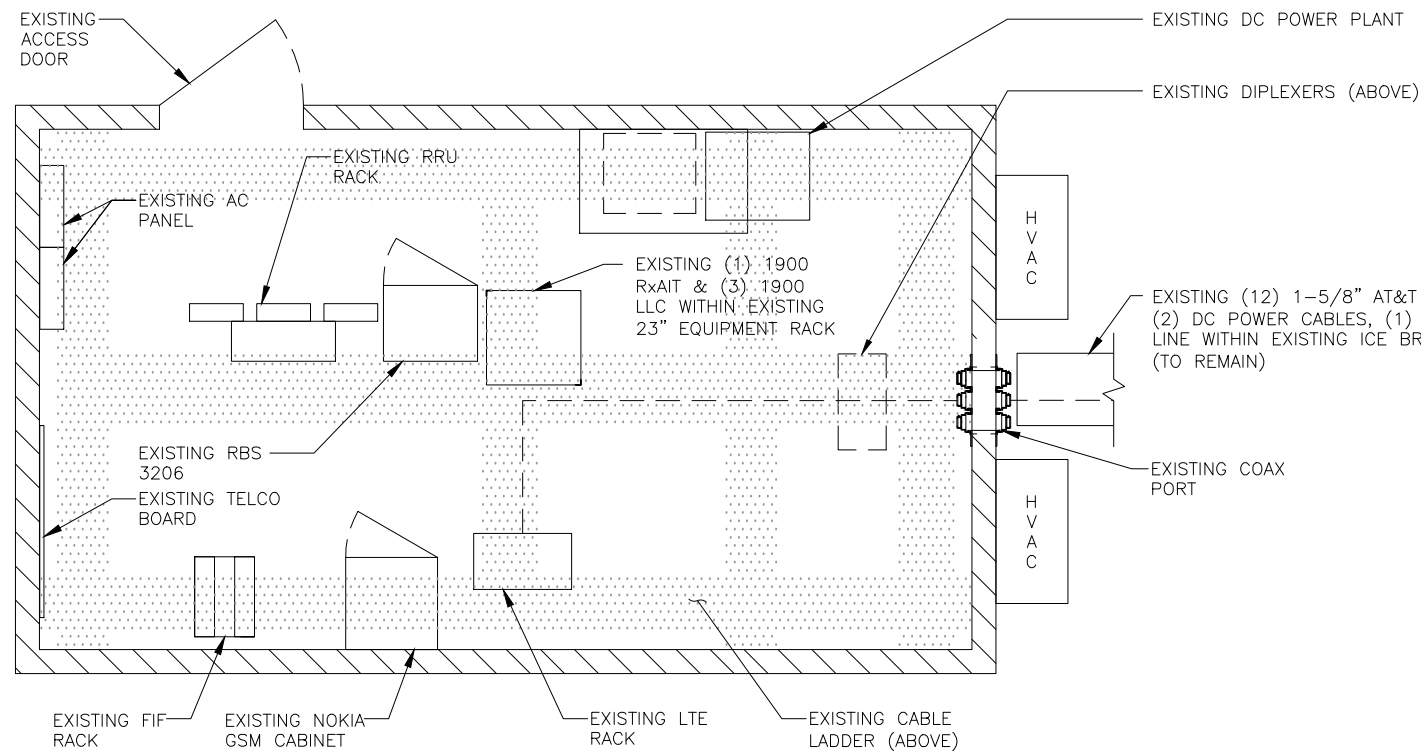 EXISTING
ACCESS
DOOR
EXISTING DC POWER PLANT
EXISTING DIPLEXERS (ABOVE)
EXISTING RRU
RACK
EXISTING AC
PANEL
HVAC
EXISTING (1) 1900
RxAIT & (3) 1900
LLC WITHIN EXISTING
23" EQUIPMENT RACK
EXISTING (12) 1-5/8" AT&T
(2) DC POWER CABLES, (1)
LINE WITHIN EXISTING ICE BR
(TO REMAIN)
EXISTING RBS
3206
EXISTING TELCO
BOARD
EXISTING COAX
PORT
HVAC
EXISTING FIF
RACK
EXISTING NOKIA
GSM CABINET
EXISTING LTE
RACK
EXISTING CABLE
LADDER (ABOVE)